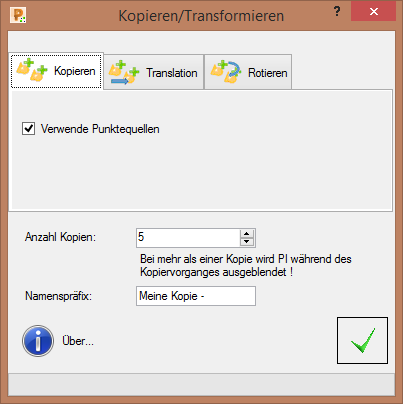 Kopieren/Transformieren
? ×
Kopieren Translation Rotieren
Verwende Punktequellen
Anzahl Kopien: 5
Bei mehr als einer Kopie wird PI während des
Kopiervorganges ausgeblendet !
Namenspräfix: Meine Kopie -
Über...